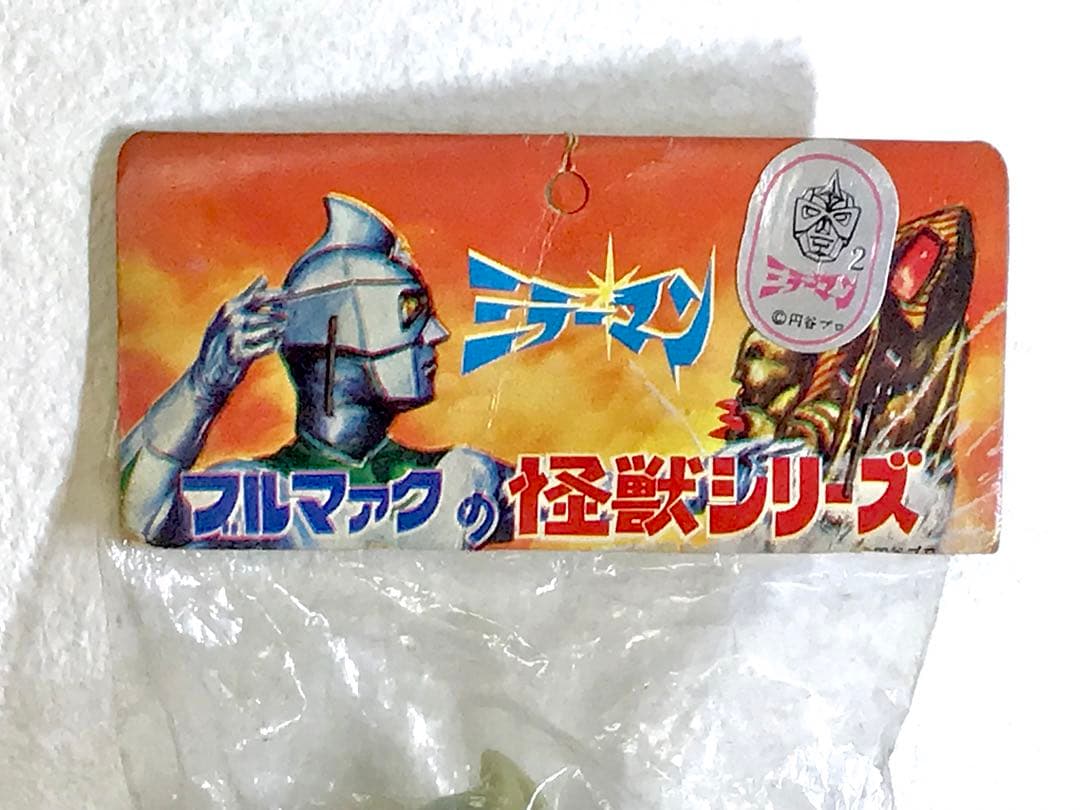 ミラーマン
2
ミラーマン
©円谷プロ
ブルマァクの怪獣シリーズ